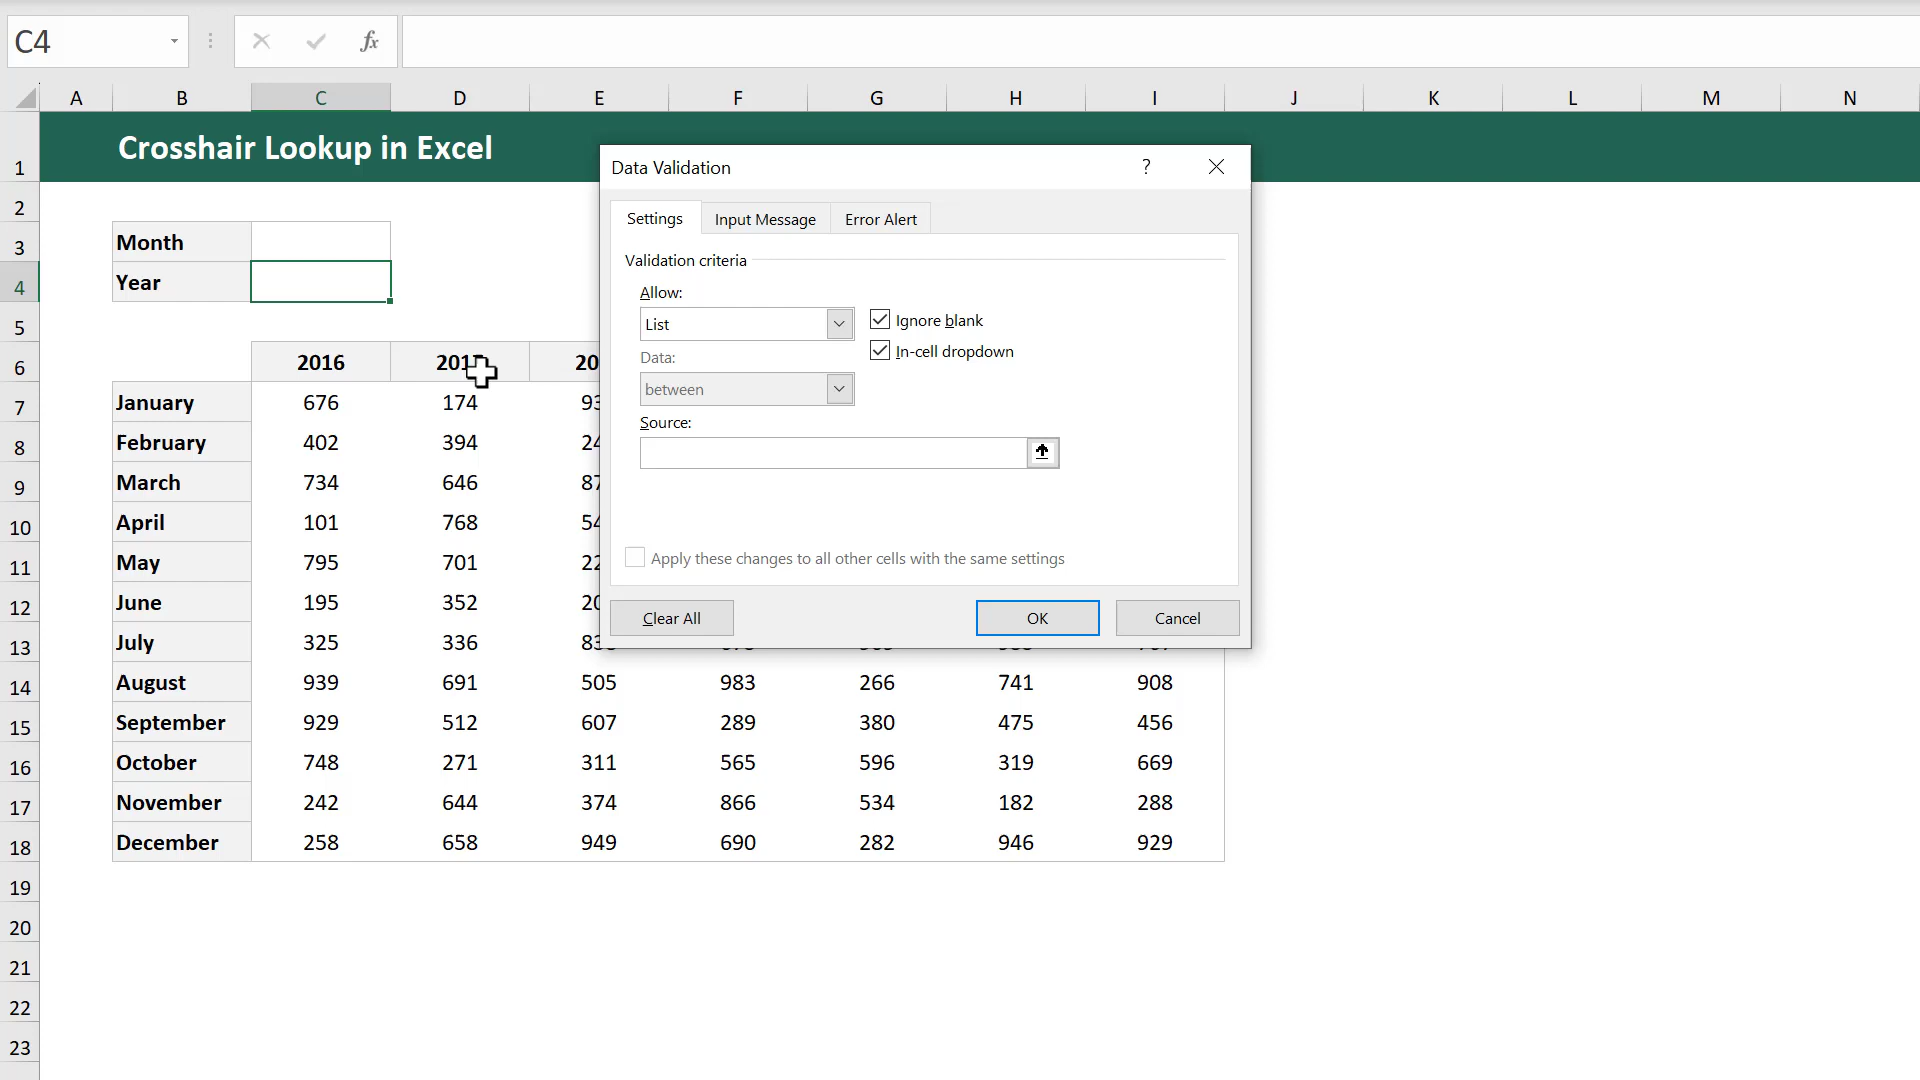 C4
fx
A B C D E F G H I J K L M N
1 Crosshair Lookup in Excel
2
3 Month
4 Year
5
6 2016
7 January 676 174
8 February 402 394
9 March 734 646
10 April 101 768
11 May 795 701
12 June 195 352
13 July 325 336
14 August 939 691 505 983 266 741 908
15 September 929 512 607 289 380 475 456
16 October 748 271 311 565 596 319 669
17 November 242 644 374 866 534 182 288
18 December 258 658 949 690 282 946 929
19
20
21
22
23
Data Validation ?
Settings Input Message Error Alert
Validation criteria
Allow:
List Ignore blank
In-cell dropdown
Data:
between
Source:
Apply these changes to all other cells with the same settings
Clear All OK Cancel